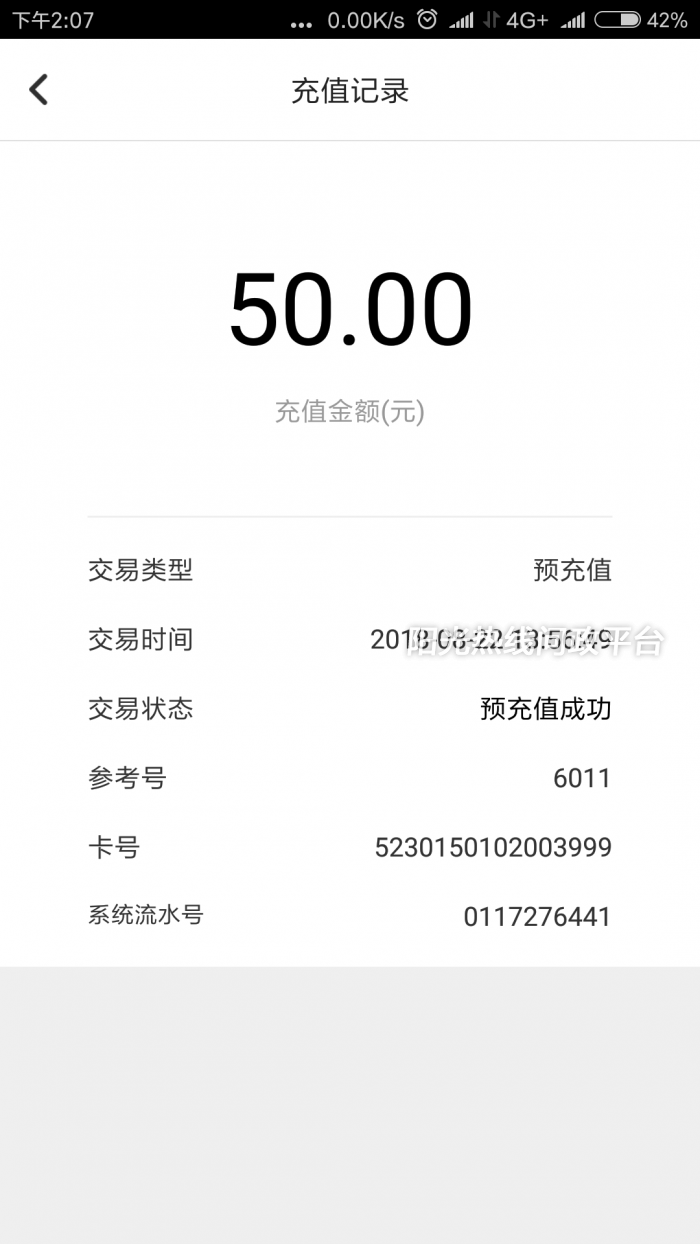 下午2:07 ... 0.00K/s 4G+ 42%
充值记录
50.00
充值金额(元)
交易类型 预充值
交易时间 2018-08-22 13:56:49
阳光热线问政平台
交易状态 预充值成功
参考号 6011
卡号 5230150102003999
系统流水号 0117276441